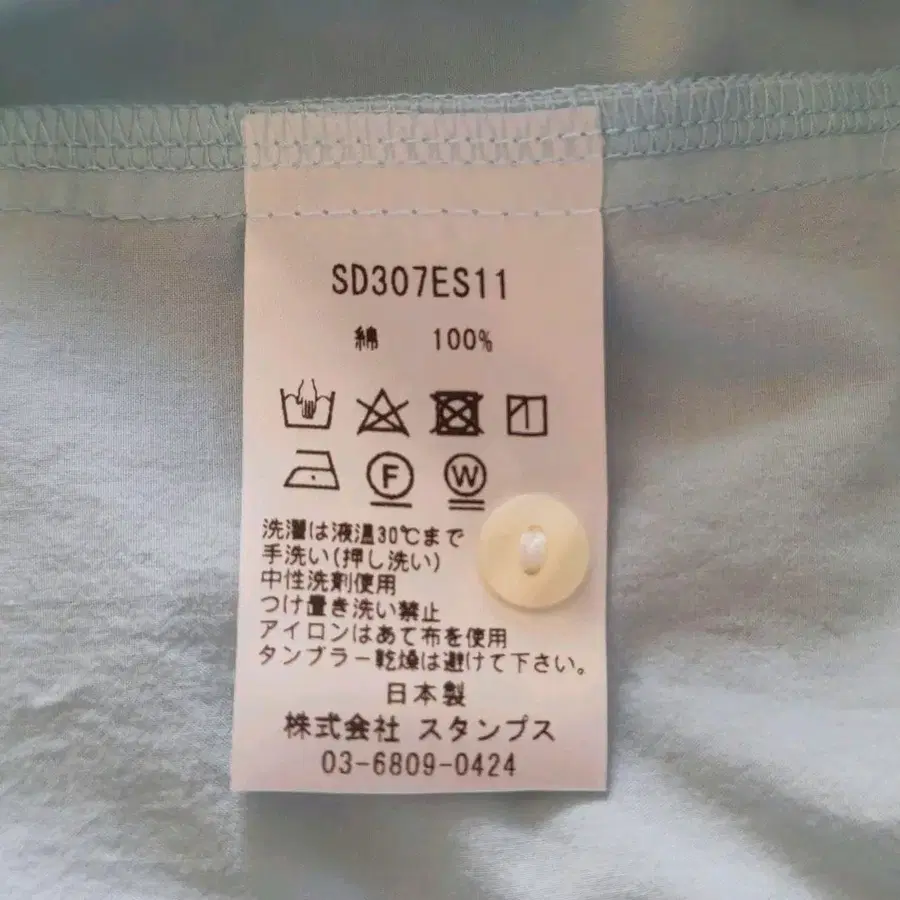 SD307ES11
綿 100%
F W
洗濯は液温30℃まで
手洗い(押し洗い)
中性洗剤使用
つけ置き洗い禁止
アイロンはあて布を使用
タンブラー乾燥は避けて下さい。
日本製
株式会社 スタンプス
03-6809-0424